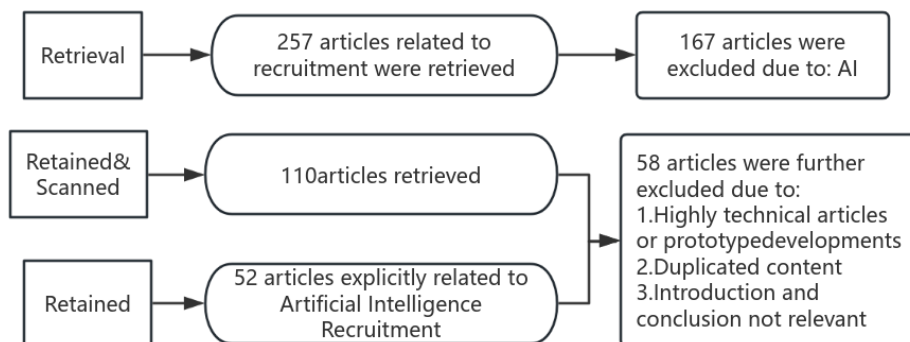 Retrieval
257 articles related to
recruitment were retrieved
167 articles were
excluded due to: AI
Retained&
Scanned
110articles retrieved
58 articles were further
excluded due to:
1.Highly technical articles
or prototypedevelopments
2.Duplicated content
3.Introduction and
conclusion not relevant
Retained
52 articles explicitly related to
Artificial Intelligence
Recruitment